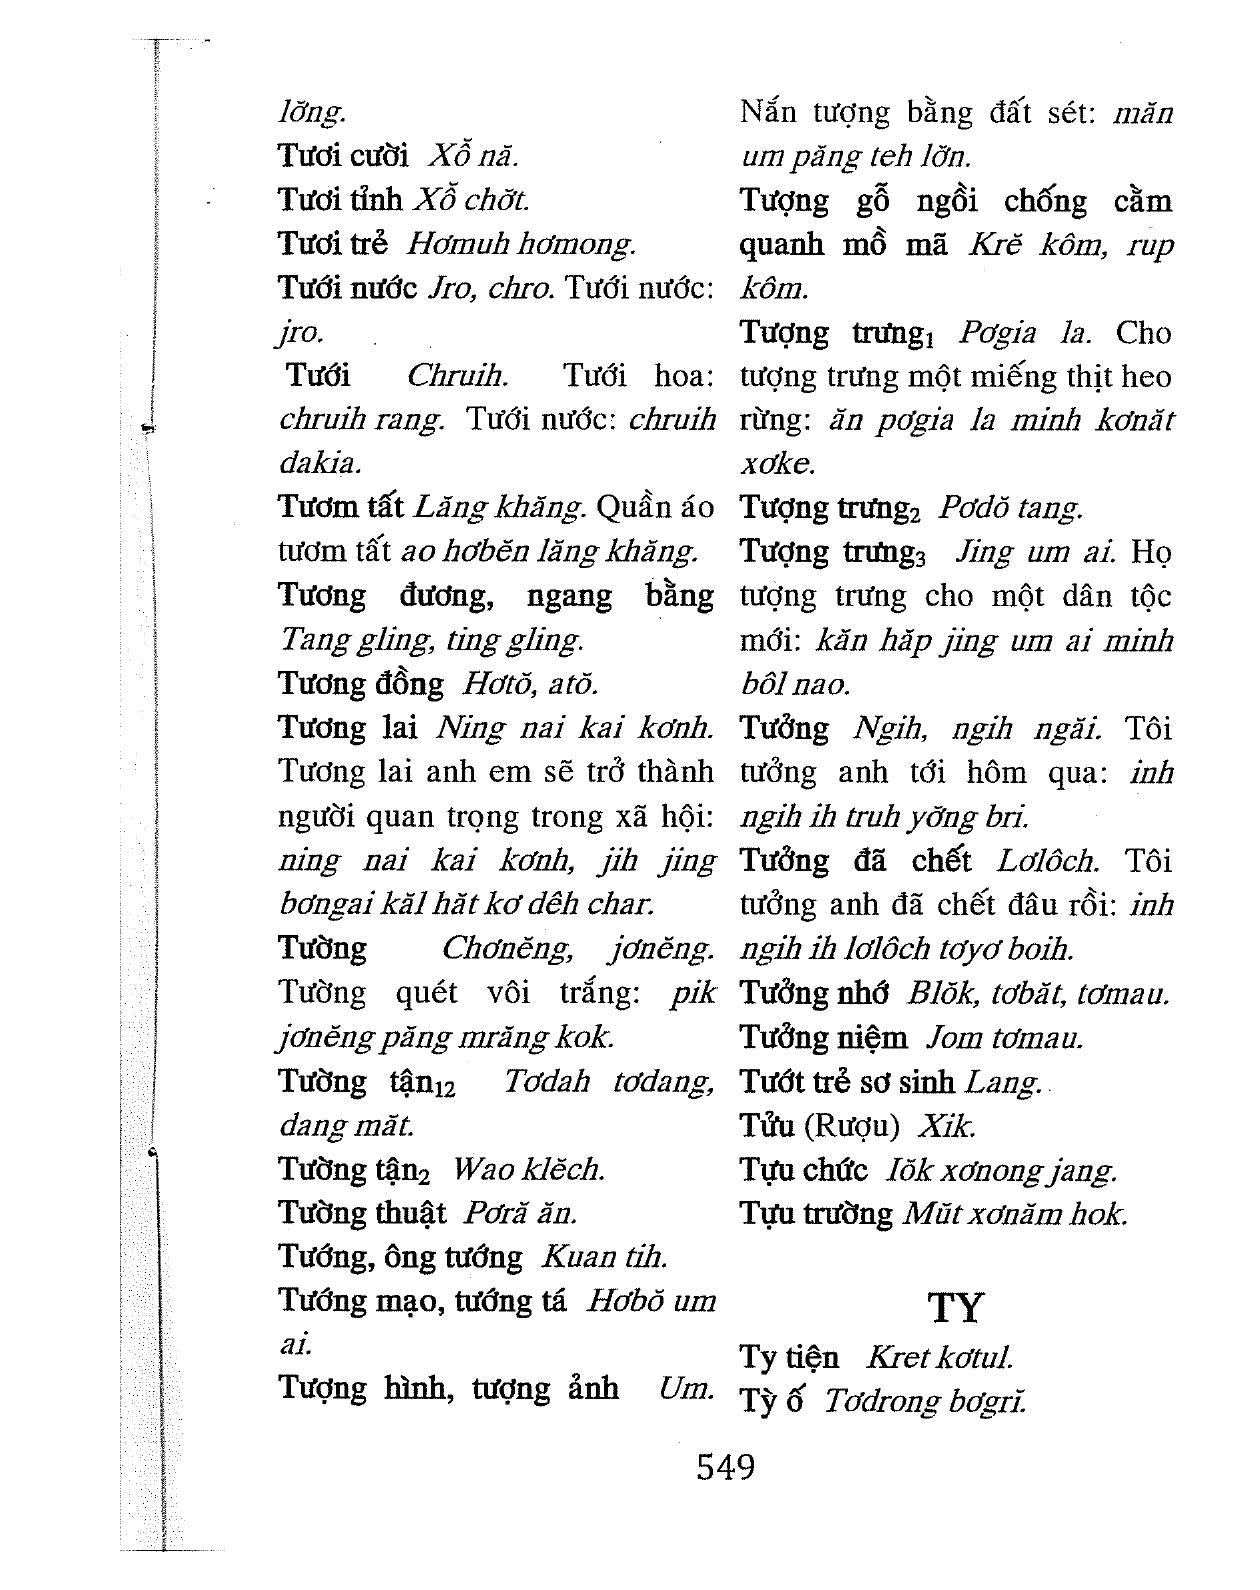 lỡng.
Tươi cười Xỗ nă.
Tươi tỉnh Xỗ chơ̆t.
Tươi trẻ Hơmuh hơmong.
Tưới nước Jro, chro. Tưới nước:
jro.
Tưới Chruih. Tưới hoa:
chruih rang. Tưới nước: chruih
dakia.
Tươm tất Lăng khăng. Quần áo
tươm tất ao hơbĕn lăng khăng.
Tương đương, ngang bằng
Tang gling, ting gling.
Tương đồng Hơtŏ, atŏ.
Tương lai Ning nai kai kơnh.
Tương lai anh em sẽ trở thành
người quan trọng trong xã hội:
ning nai kai kơnh, jih jing
bơngai kăl hăt kơ dêh char.
Tường Chơnĕng, jơnĕng.
Tường quét vôi trắng: pik
jơnĕng păng mrăng kok.
Tường tận12 Tơdah tơdang,
dang măt.
Tường tận2 Wao klĕch.
Tường thuật Pơră ăn.
Tướng, ông tướng Kuan tih.
Tướng mạo, tướng tá Hơbŏ um
ai.
Tượng hình, tượng ảnh Um.
Nắn tượng bằng đất sét: măn
um păng teh lơ̆n.
Tượng gỗ ngồi chống cằm
quanh mồ mã Krĕ kôm, rup
kôm.
Tượng trưng1 Pơgia la. Cho
tượng trưng một miếng thịt heo
rừng: ăn pơgia la minh kơnăt
xơke.
Tượng trưng2 Pơdŏ tang.
Tượng trưng3 Jing um ai. Họ
tượng trưng cho một dân tộc
mới: kăn hăp jing um ai minh
bôl nao.
Tưởng Ngih, ngih ngăi. Tôi
tưởng anh tới hôm qua: inh
ngih ih truh yơ̆ng bri.
Tưởng đã chết Lơlôch. Tôi
tưởng anh đã chết đâu rồi: inh
ngih ih lơlôch tơyơ boih.
Tưởng nhớ Blŏk, tơbăt, tơmau.
Tưởng niệm Jom tơmau.
Tướt trẻ sơ sinh Lang.
Tửu (Rượu) Xik.
Tựu chức Iŏk xơnong jang.
Tựu trường Mŭt xơnăm hok.
TY
Ty tiện Kret kơtul.
Tỳ ố Tơdrong bơgrĭ.
549